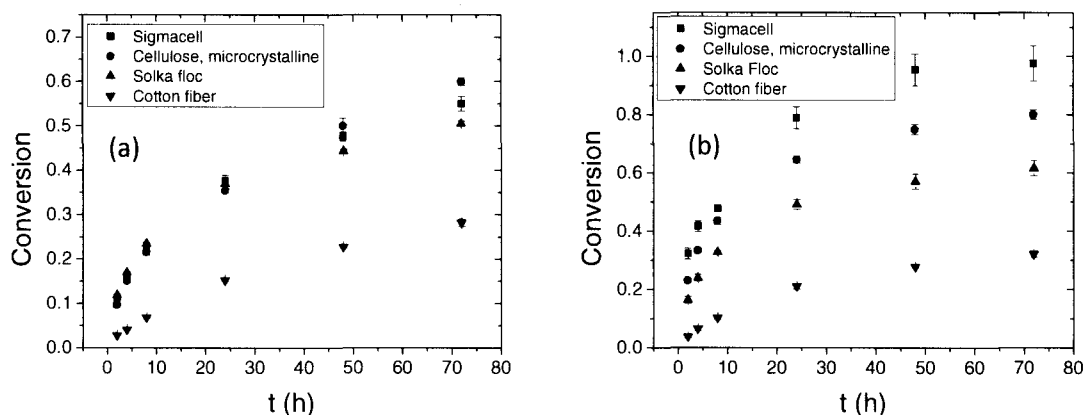 Sigmacell
Cellulose, microcrystalline
Solka floc
Cotton fiber
(a)
Conversion
0.7
0.6
0.5
0.4
0.3
0.2
0.1
0.0
0 10 20 30 40 50 60 70 80
t (h)
Sigmacell
Cellulose, microcrystalline
Solka Floc
Cotton fiber
(b)
Conversion
1.0
0.8
0.6
0.4
0.2
0.0
0 10 20 30 40 50 60 70 80
t (h)